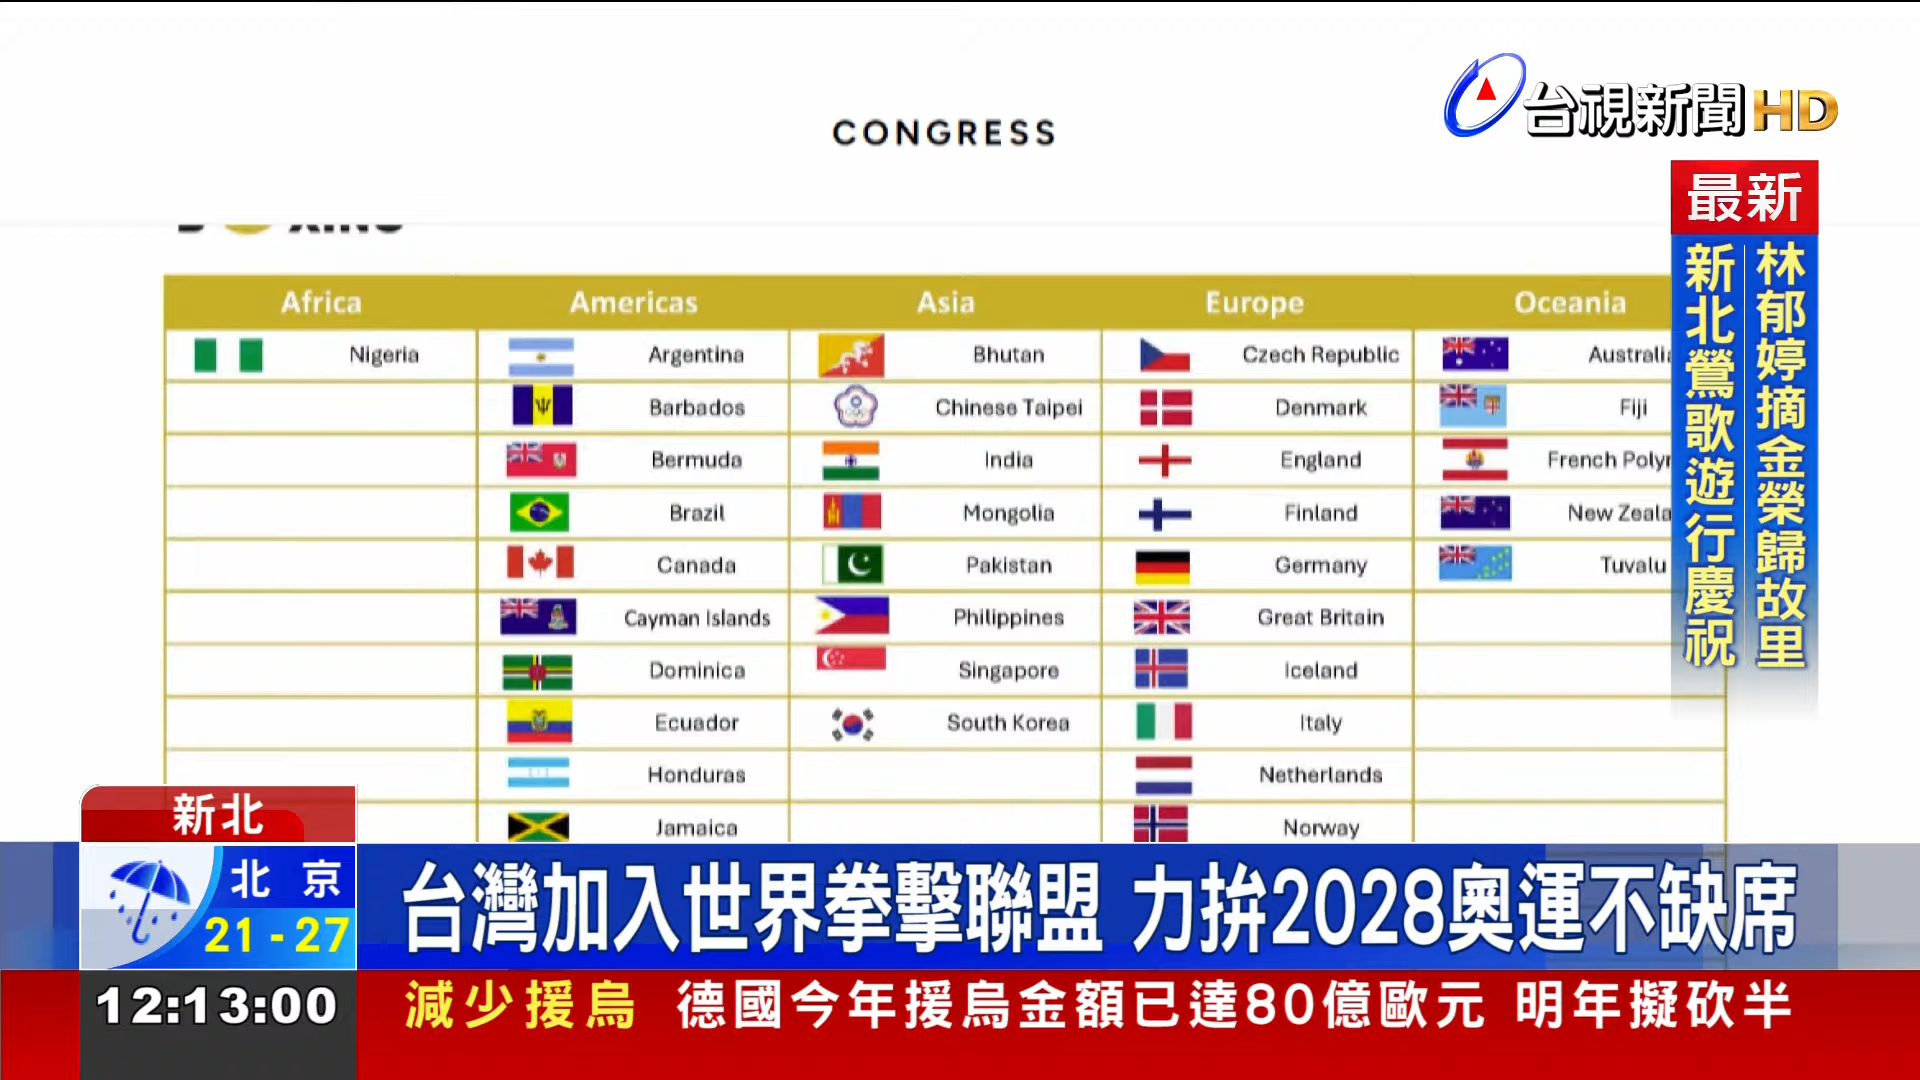 CONGRESS
台視新聞HD
最新
林郁婷摘金榮歸故里
新北鶯歌遊行慶祝
Africa Americas Asia Europe Oceania
Nigeria Argentina Bhutan Czech Republic Australia
Barbados Chinese Taipei Denmark Fiji
Bermuda India England French Poly
Brazil Mongolia Finland New Zeala
Canada Pakistan Germany Tuvalu
Cayman Islands Philippines Great Britain
Dominica Singapore Iceland
Ecuador South Korea Italy
Honduras Netherlands
Jamaica Norway
新北
北京
21-27
台灣加入世界拳擊聯盟 力拚2028奧運不缺席
12:13:00
減少援烏 德國今年援烏金額已達80億歐元 明年擬砍半